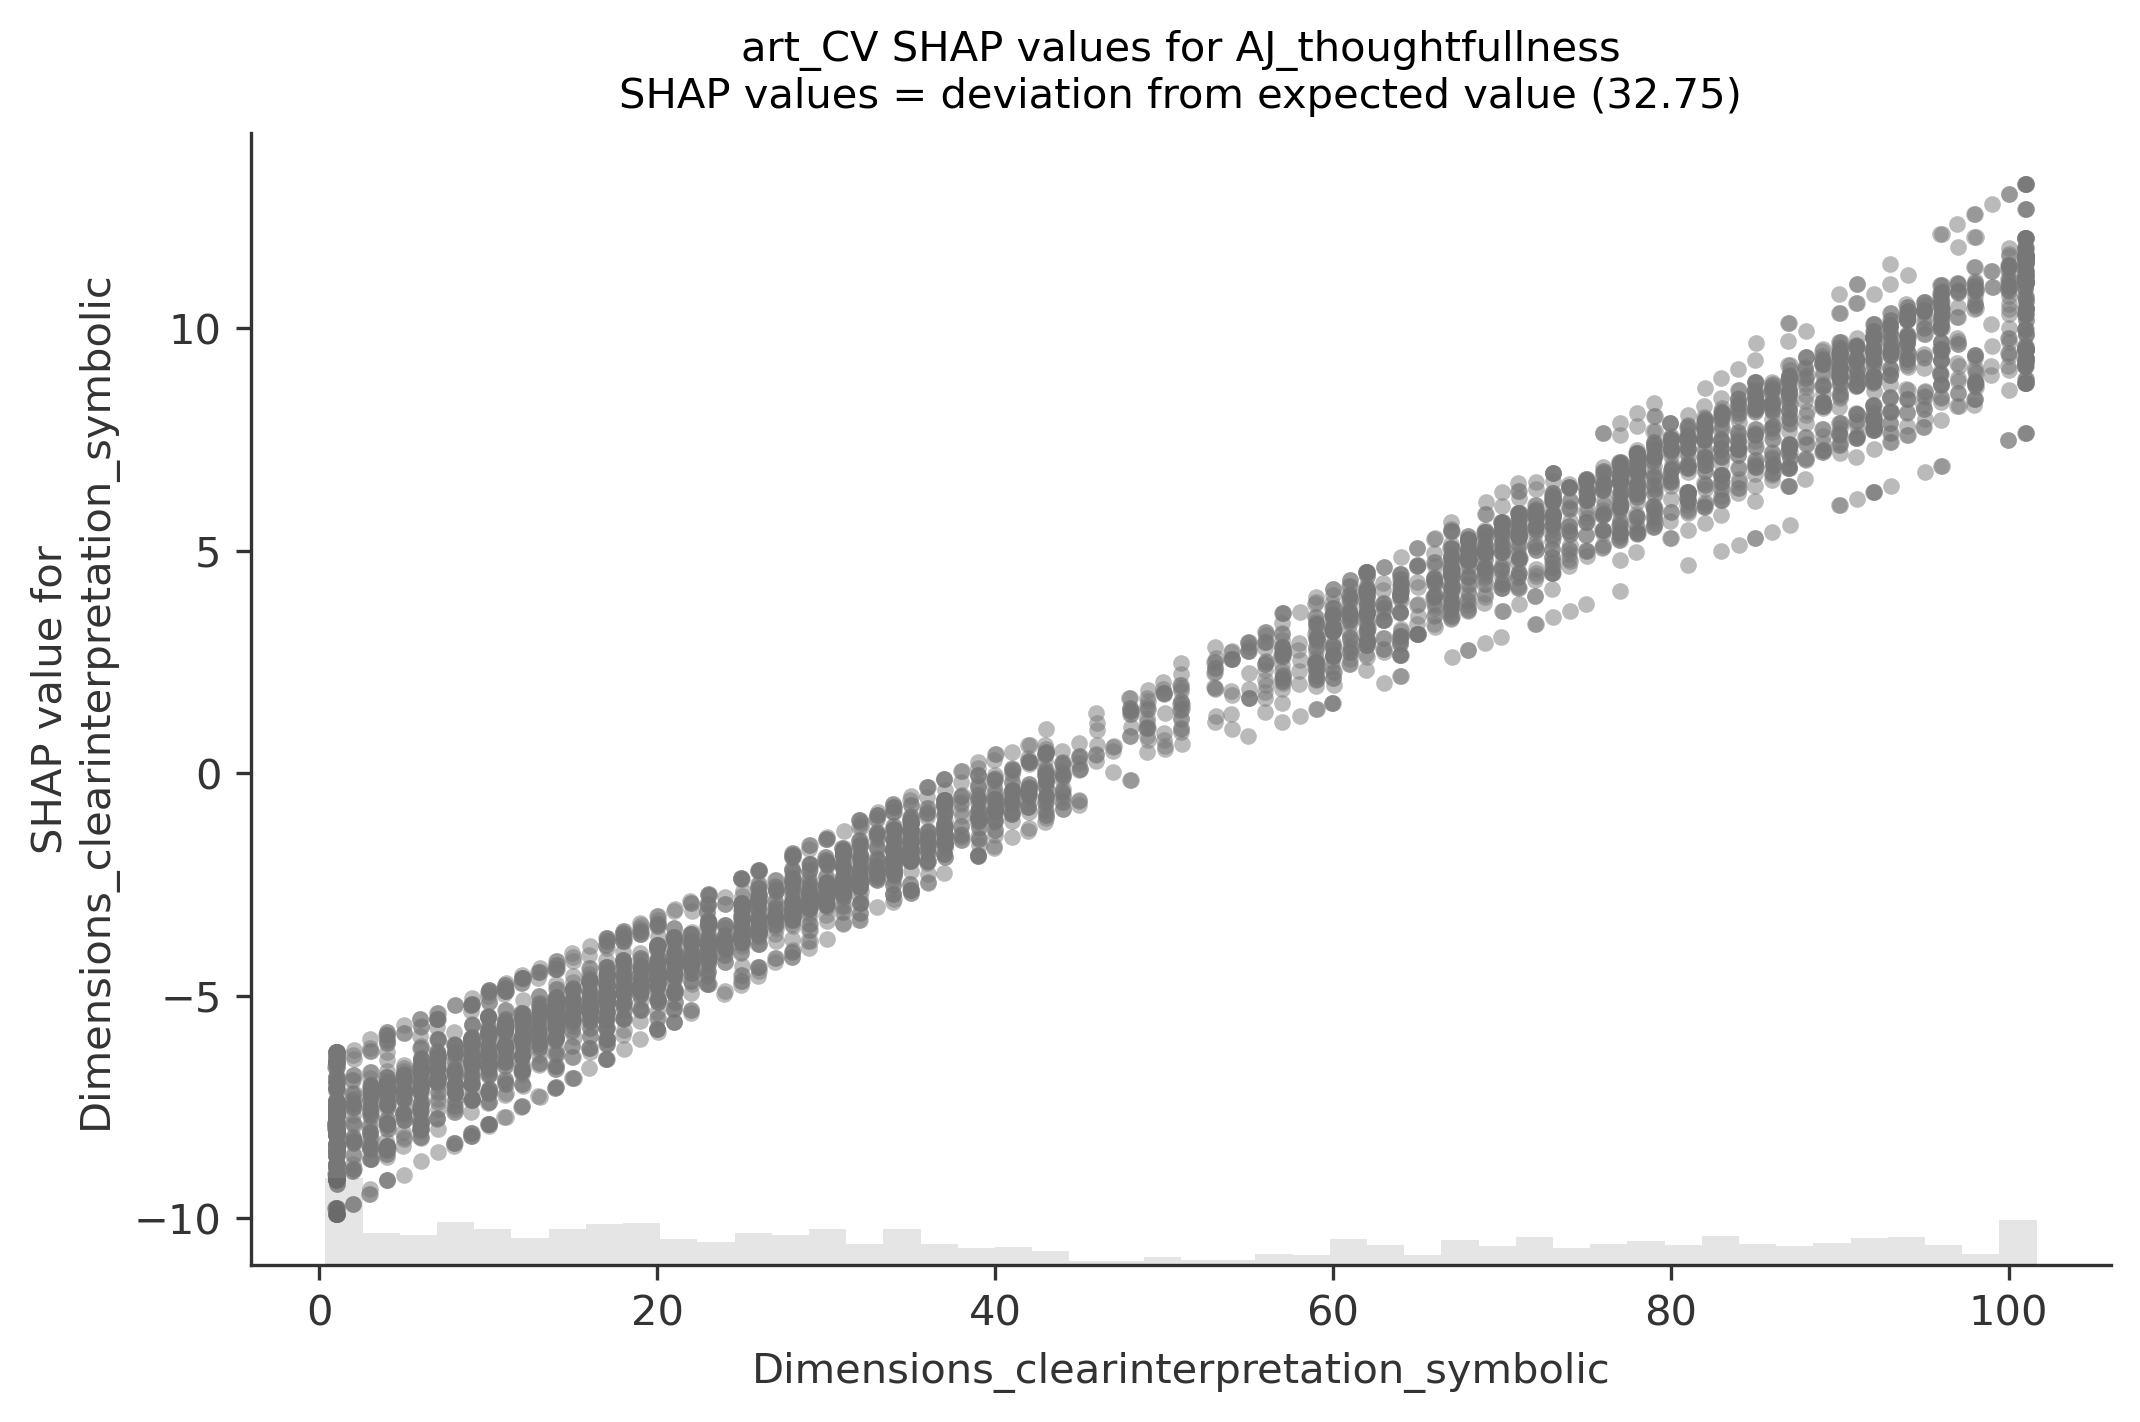 art_CV SHAP values for AJ_thoughtfullness
SHAP values = deviation from expected value (32.75)
SHAP value for
Dimensions_clearinterpretation_symbolic
10
5
0
−5
−10
0
20
40
60
80
100
Dimensions_clearinterpretation_symbolic